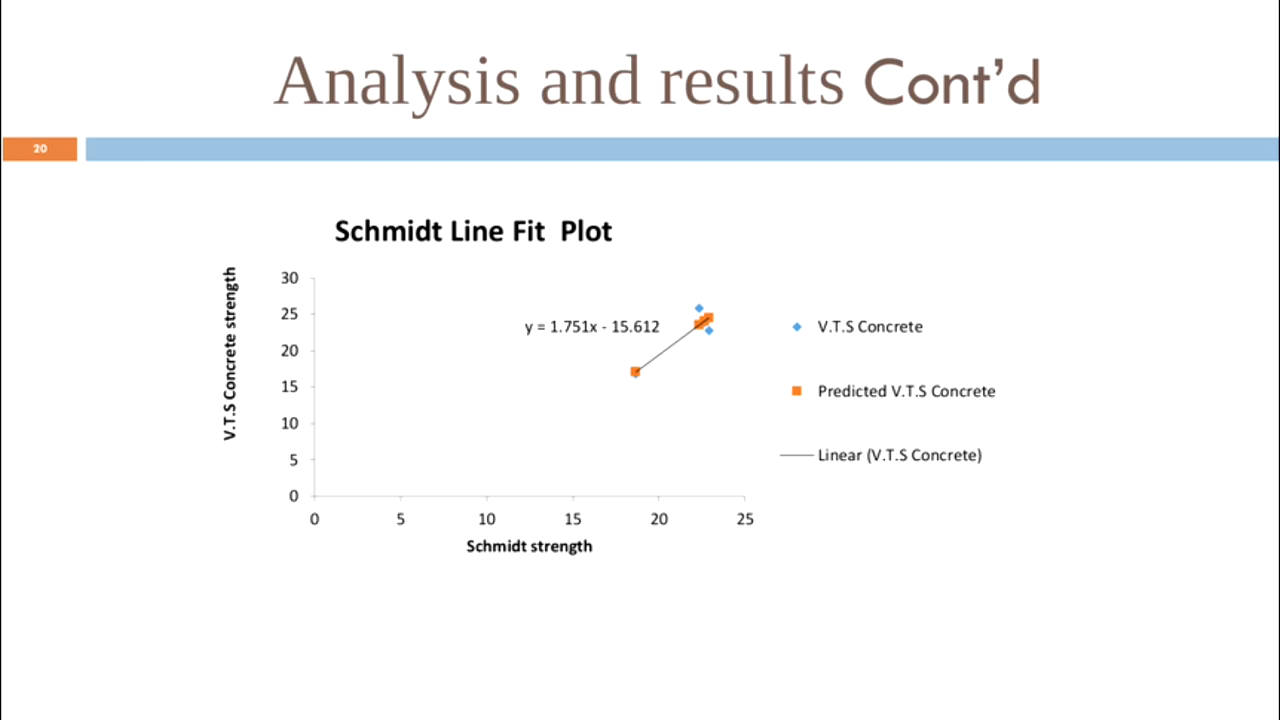 Analysis and results Cont’d
20
Schmidt Line Fit Plot
V.T.S Concrete strength
30
25
20
15
10
5
0
y = 1.751x - 15.612
0 5 10 15 20 25
Schmidt strength
V.T.S Concrete
Predicted V.T.S Concrete
Linear (V.T.S Concrete)